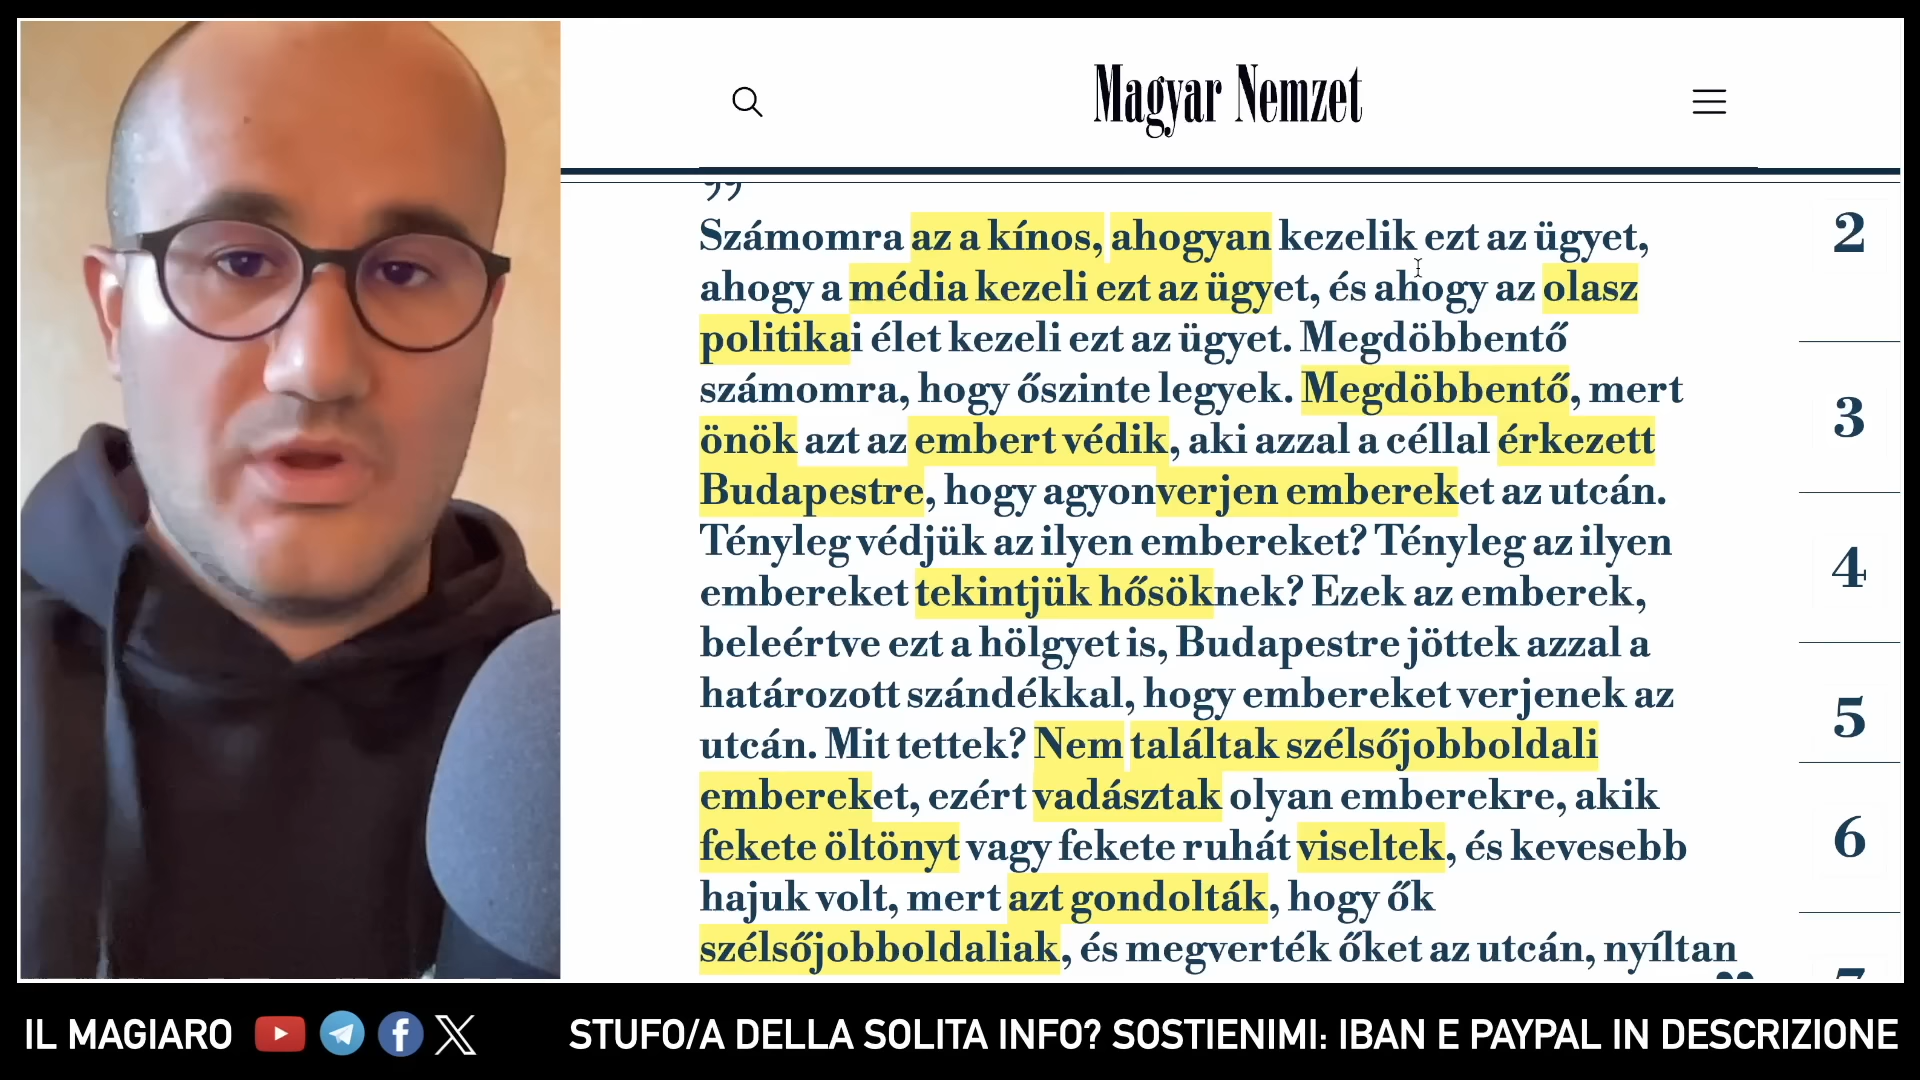 Magyar Nemzet
”
Számomra az a kínos, ahogyan kezelik ezt az ügyet,
ahogy a média kezeli ezt az ügyet, és ahogy az olasz
politikai élet kezeli ezt az ügyet. Megdöbbentő
számomra, hogy őszinte legyek. Megdöbbentő, mert
önök azt az embert védik, aki azzal a céllal érkezett
Budapestre, hogy agyonverjen embereket az utcán.
Tényleg védjük az ilyen embereket? Tényleg az ilyen
embereket tekintjük hősöknek? Ezek az emberek,
beleértve ezt a hölgyet is, Budapestre jöttek azzal a
határozott szándékkal, hogy embereket verjenek az
utcán. Mit tettek? Nem találtak szélsőjobboldali
embereket, ezért vadásztak olyan emberekre, akik
fekete öltönyt vagy fekete ruhát viseltek, és kevesebb
hajuk volt, mert azt gondolták, hogy ők
szélsőjobboldaliak, és megverték őket az utcán, nyíltan
”
2
3
4
5
6
7
IL MAGIARO
STUFO/A DELLA SOLITA INFO? SOSTIENIMI: IBAN E PAYPAL IN DESCRIZIONE